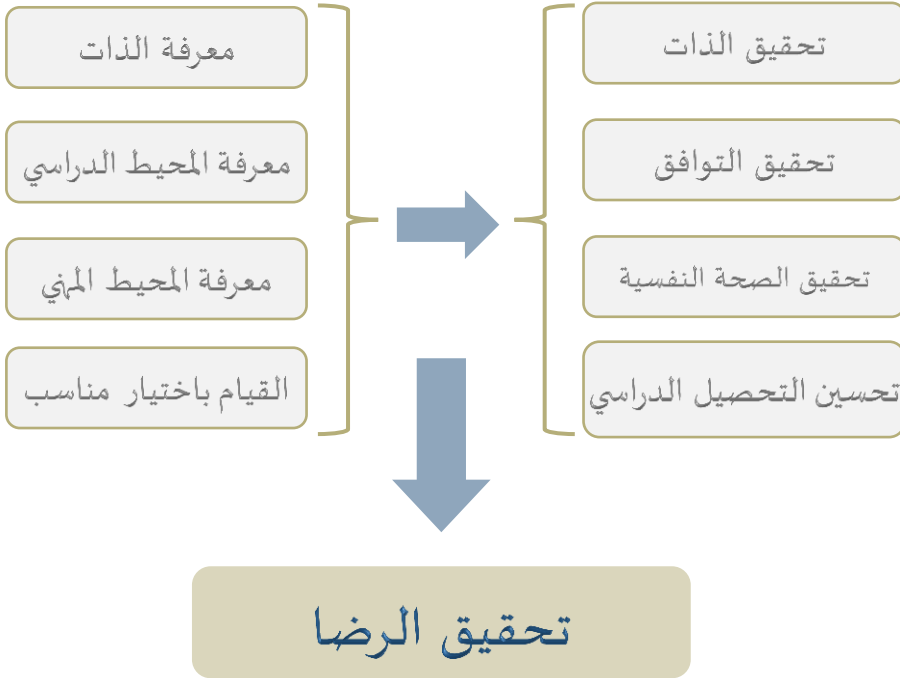 معرفة الذات
معرفة المحيط الدراسي
معرفة المحيط المهني
القيام باختيار مناسب
تحقيق الذات
تحقيق التوافق
تحقيق الصحة النفسية
تحسين التحصيل الدراسي
تحقيق الرضا